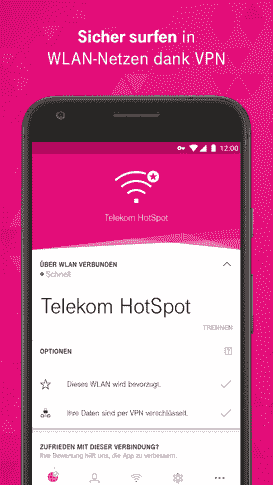 Sicher surfen in
WLAN-Netzen dank VPN
12:00
Telekom HotSpot
ÜBER WLAN VERBUNDEN
Schnell
Telekom HotSpot
TRENNEN
OPTIONEN
Dieses WLAN wird bevorzugt.
Ihre Daten sind per VPN verschlüsselt.
ZUFRIEDEN MIT DIESER VERBINDUNG?
Ihre Bewertung hilft uns, die App zu verbessern.